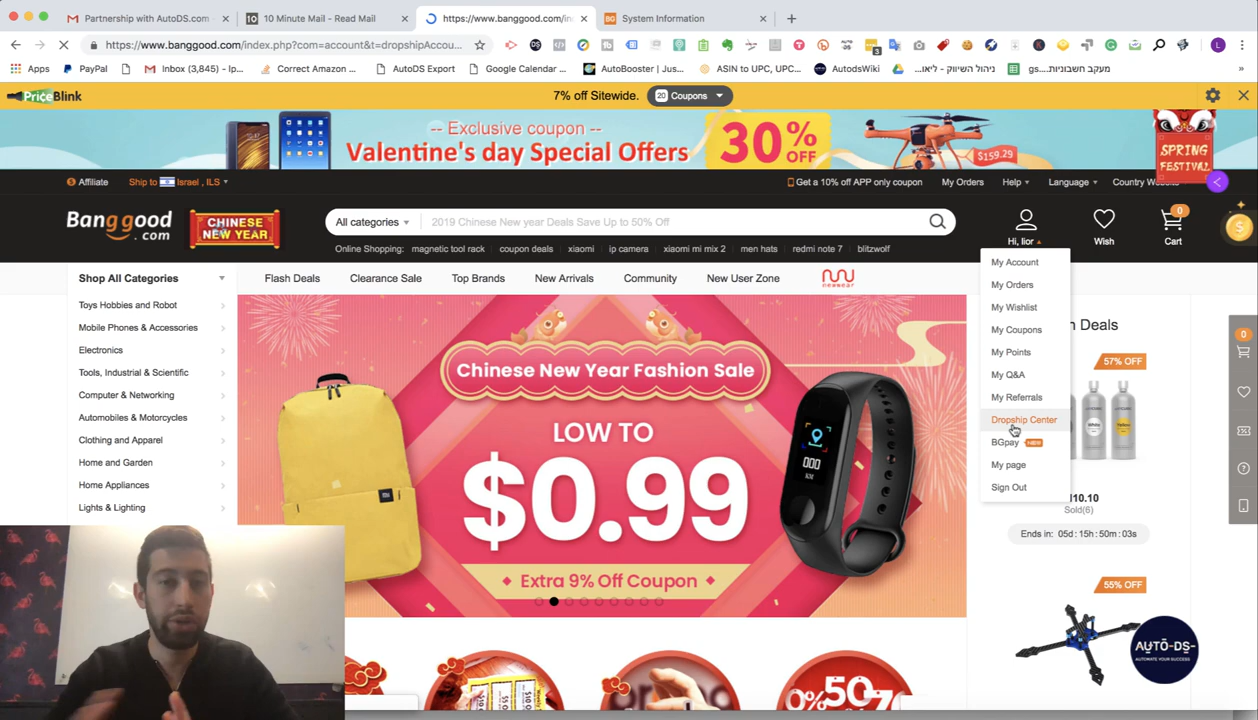 Partnership with AutoDS.com
10 Minute Mail - Read Mail
https://www.banggood.com/in
System Information
https://www.banggood.com/index.php?com=account&t=dropshipAccou...
Apps
PayPal
Inbox (3,845) - Ip...
Correct Amazon ...
AutoDS Export
Google Calendar ...
AutoBooster | Jus...
ASIN to UPC, UPC...
AutodsWiki
ניהול השיווק - ליאו...
מעקב חשבוניות....gs
PriceBlink
7% off Sitewide.
20 Coupons
-- Exclusive coupon --
Valentine's day Special Offers
30% OFF
$159.29
SPRING
FESTIVAL
Affiliate
Ship to Israel , ILS
Get a 10% off APP only coupon
My Orders
Help
Language
Country Website
Banggood
.com
CHINESE
NEW YEAR
All categories
2019 Chinese New year Deals Save Up to 50% Off
Hi, lior
Wish
0
Cart
Online Shopping:
magnetic tool rack
coupon deals
xiaomi
ip camera
xiaomi mi mix 2
men hats
redmi note 7
blitzwolf
Shop All Categories
Flash Deals
Clearance Sale
Top Brands
New Arrivals
Community
New User Zone
newwear
Toys Hobbies and Robot
Mobile Phones & Accessories
Electronics
Tools, Industrial & Scientific
Computer & Networking
Automobiles & Motorcycles
Clothing and Apparel
Home and Garden
Home Appliances
Lights & Lighting
Chinese New Year Fashion Sale
LOW TO
$0.99
Extra 9% Off Coupon
My Account
My Orders
My Wishlist
My Coupons
My Points
My Q&A
My Referrals
Dropship Center
BGpay NEW
My page
Sign Out
Deals
57% OFF
10.10
Sold(6)
Ends in: 05d : 15h : 50m : 03s
55% OFF
0
AUTO-DS-
AUTOMATE YOUR SUCCESS